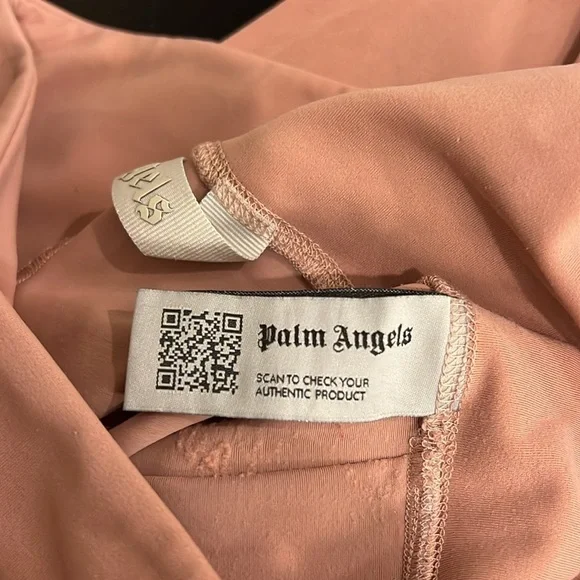 Palm Angels
SCAN TO CHECK YOUR
AUTHENTIC PRODUCT